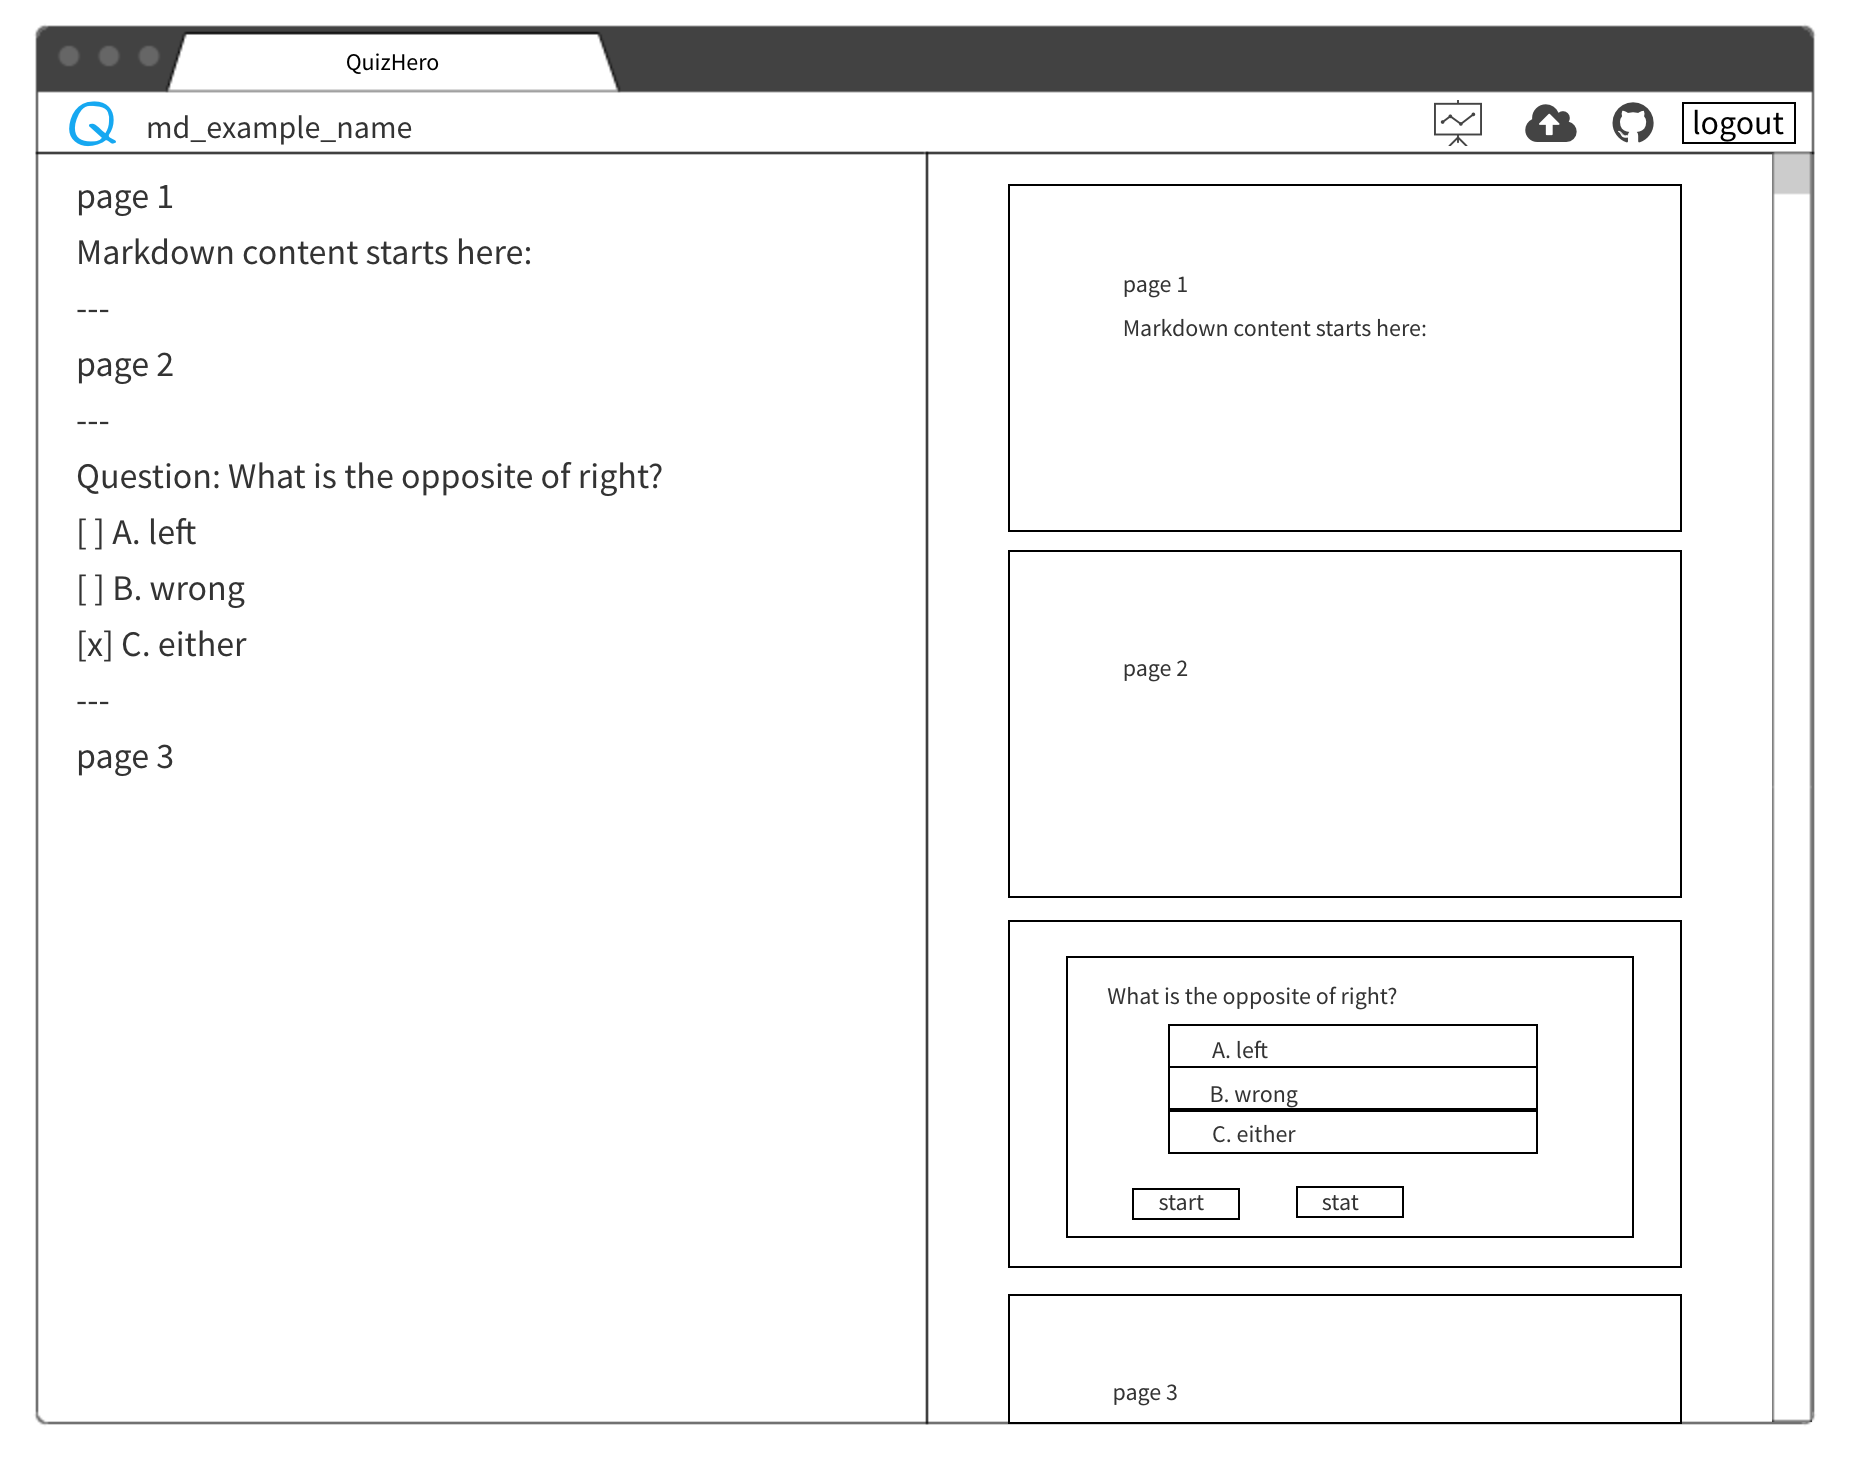 QuizHero
Q md_example_name
logout
page 1
Markdown content starts here:
---
page 2
---
Question: What is the opposite of right?
[ ] A. left
[ ] B. wrong
[x] C. either
---
page 3
page 1
Markdown content starts here:
page 2
What is the opposite of right?
A. left
B. wrong
C. either
start stat
page 3